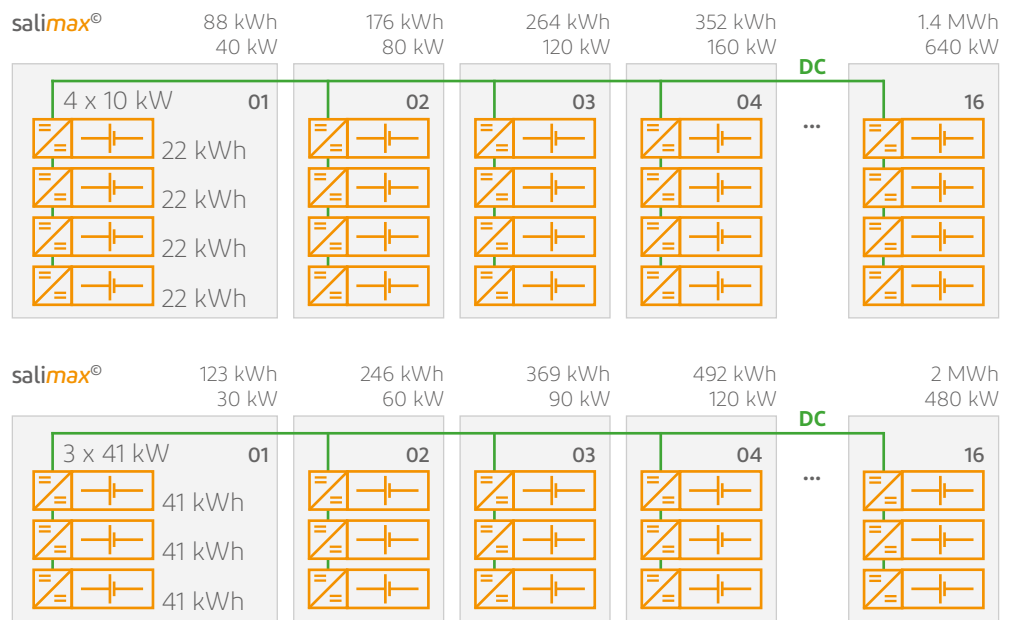 salimax©
88 kWh
40 kW
176 kWh
80 kW
264 kWh
120 kW
352 kWh
160 kW
1.4 MWh
640 kW
DC
4 x 10 kW
01
02
03
04
...
16
22 kWh
22 kWh
22 kWh
22 kWh
salimax©
123 kWh
30 kW
246 kWh
60 kW
369 kWh
90 kW
492 kWh
120 kW
2 MWh
480 kW
DC
3 x 41 kW
01
02
03
04
...
16
41 kWh
41 kWh
41 kWh